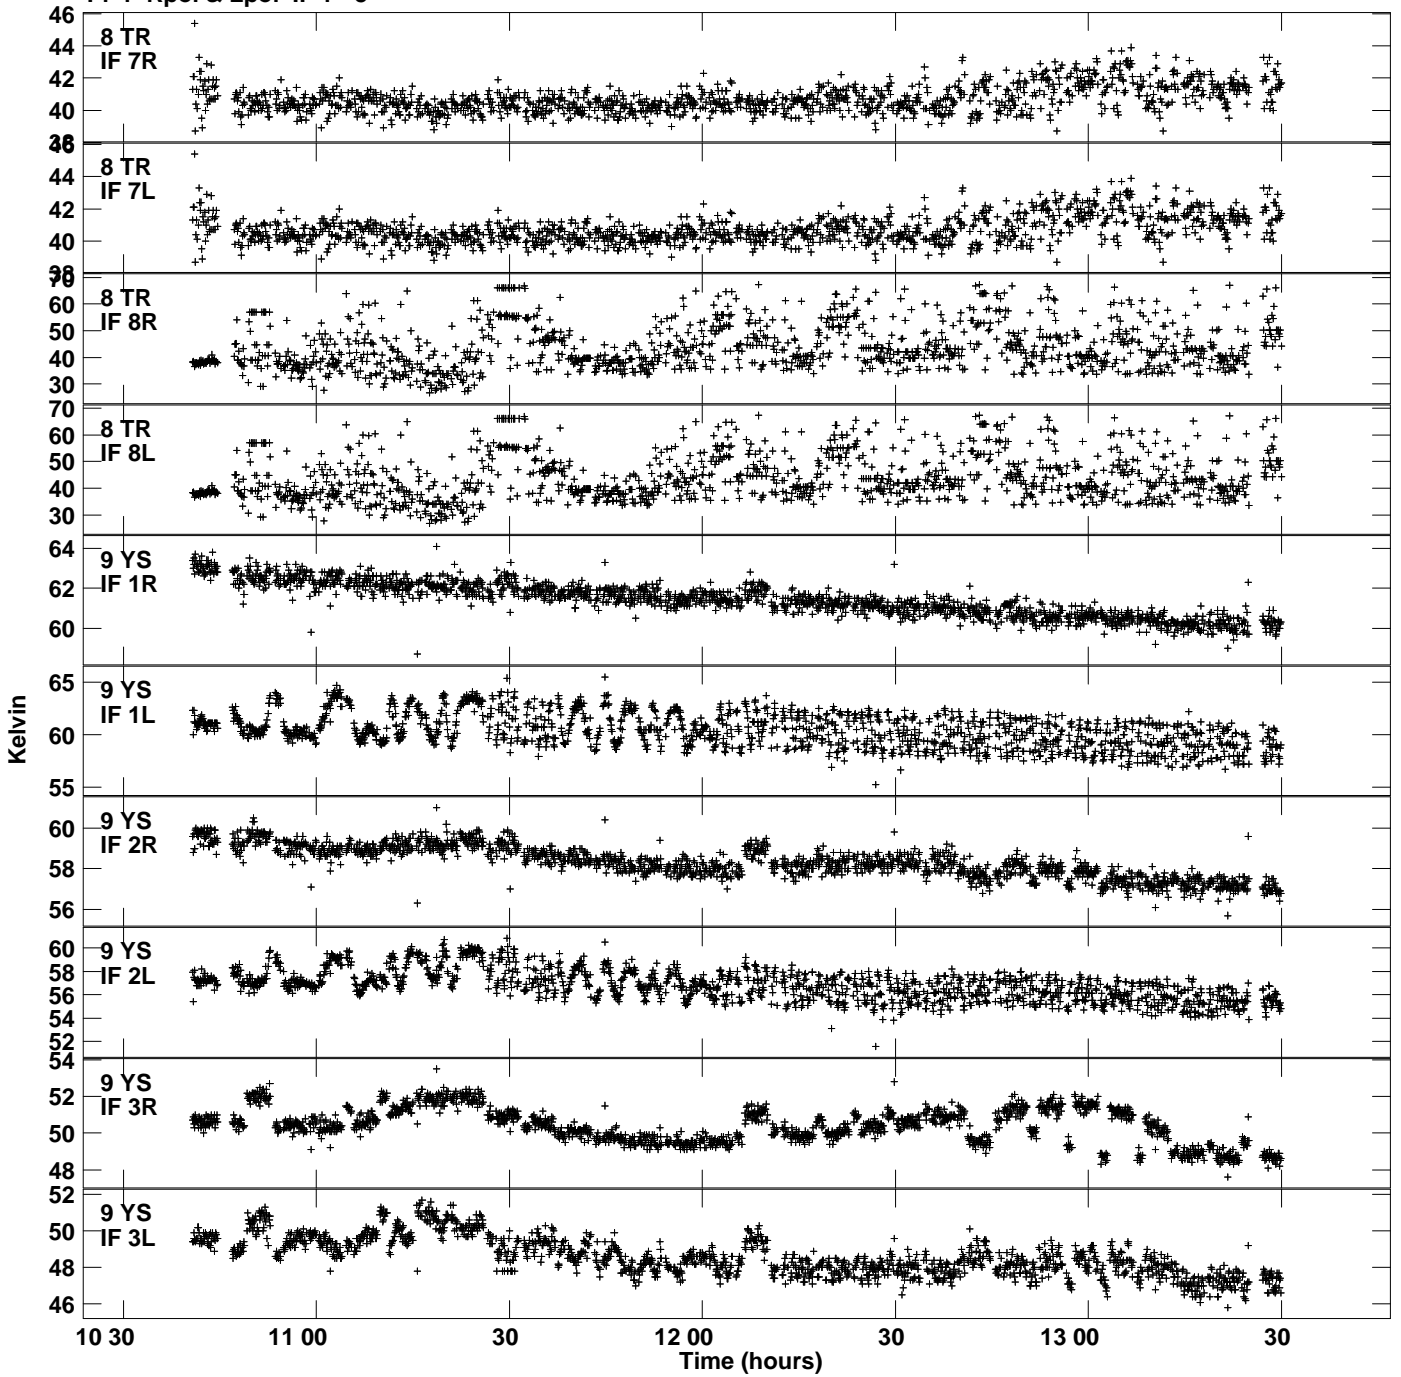 46
8 TR
44
IF 7R
42
40
38
46
8 TR
44
IF 7L
42
40
38
70
8 TR
60
IF 8R
50
40
30
70
8 TR
60
IF 8L
50
40
30
64
9 YS
IF 1R
62
60
65
9 YS
IF 1L
60
55
Kelvin
60
9 YS
IF 2R
58
56
60
9 YS
58
IF 2L
56
54
52
54
9 YS
52
IF 3R
50
48
52
9 YS
50
IF 3L
48
46
10 30 11 00 30 12 00 30 13 00 30
Time (hours)